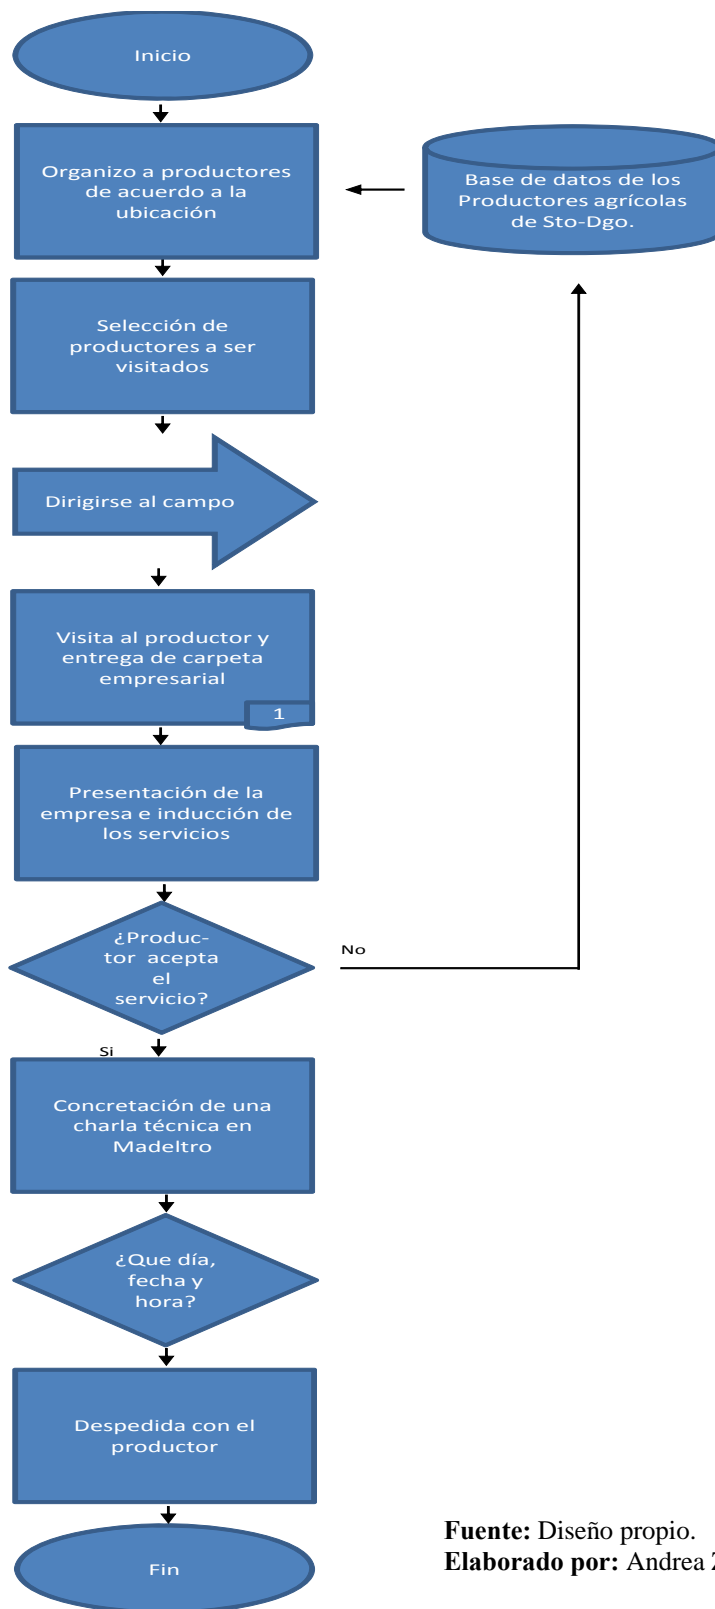 Inicio
Organizo a productores
de acuerdo a la
ubicación
Base de datos de los
Productores agrícolas
de Sto-Dgo.
Selección de
productores a ser
visitados
Dirigirse al campo
Visita al productor y
entrega de carpeta
empresarial
1
Presentación de la
empresa e inducción de
los servicios
¿Produc-
tor acepta
el
servicio?
No
Si
Concretación de una
charla técnica en
Madeltro
¿Que día,
fecha y
hora?
Despedida con el
productor
Fin
Fuente: Diseño propio.
Elaborado por: Andrea